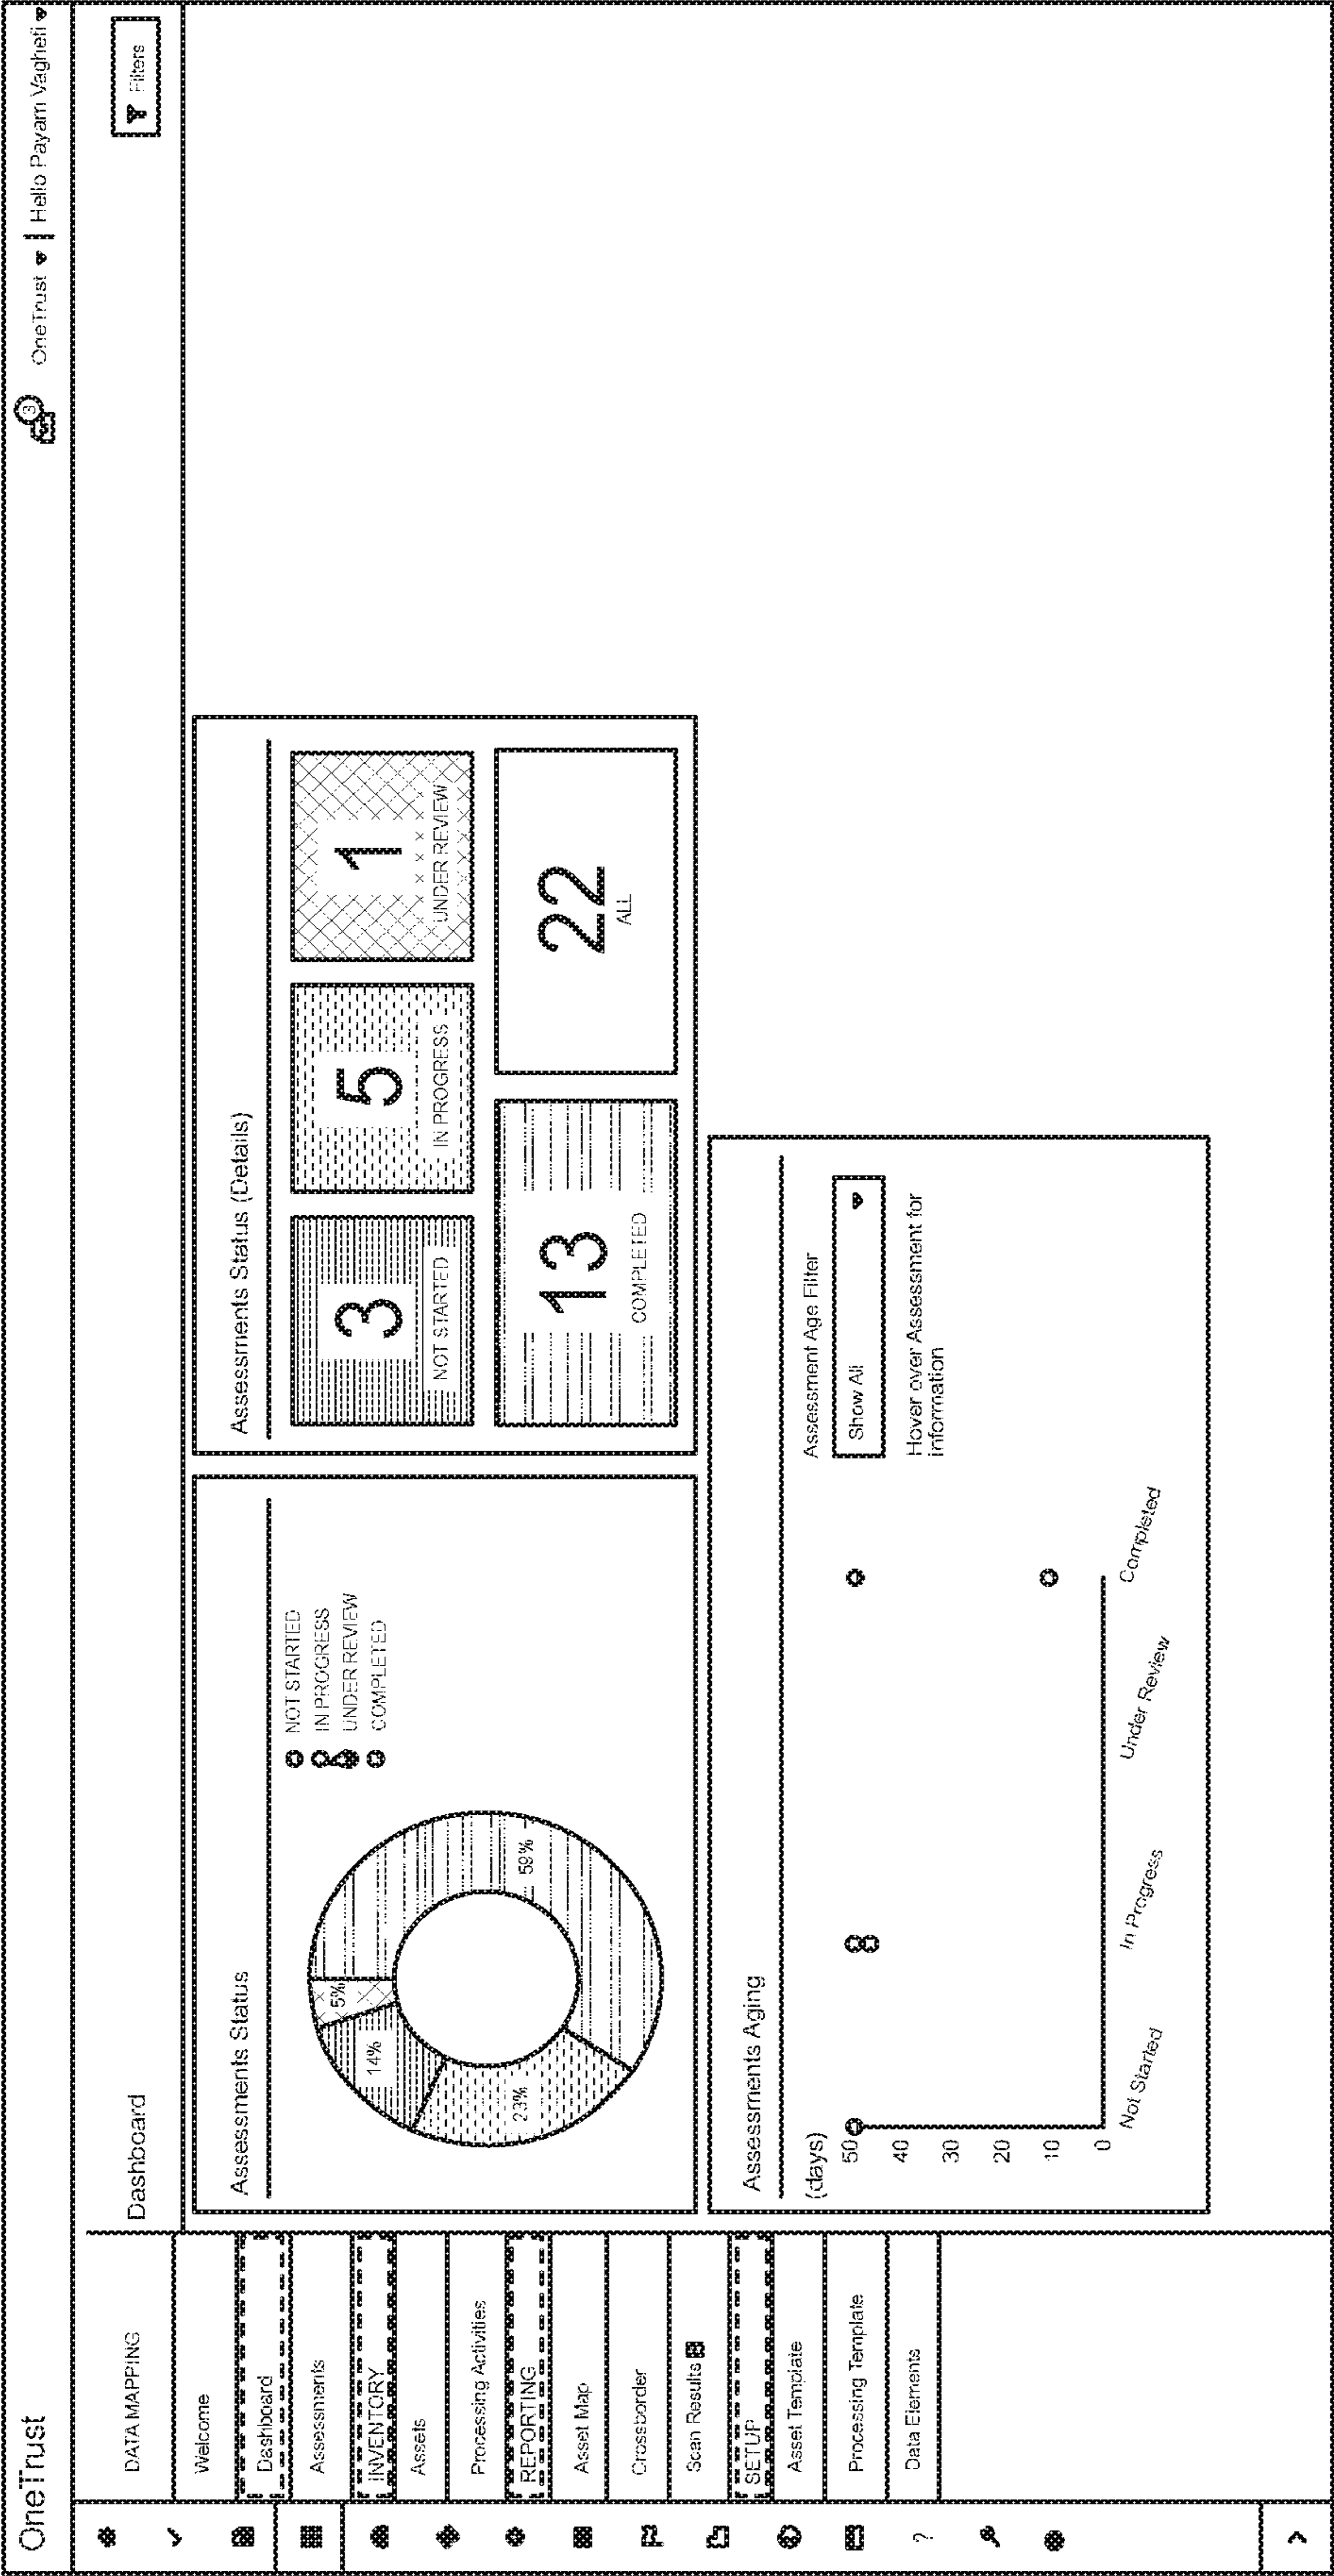 OneTrust
3
OneTrust | Hello Payam Vaghefi
DATA MAPPING
Welcome
Dashboard
Assessments
INVENTORY
Assets
Processing Activities
REPORTING
Asset Map
Crossborder
Scan Results
SETUP
Asset Template
Processing Template
Data Elements
?
Dashboard
Filters
Assessments Status
5%
14%
23%
59%
NOT STARTED
IN PROGRESS
UNDER REVIEW
COMPLETED
Assessments Status (Details)
3
NOT STARTED
5
IN PROGRESS
1
UNDER REVIEW
13
COMPLETED
22
ALL
Assessments Aging
(days)
50
40
30
20
10
0
Not Started
In Progress
Under Review
Completed
Assessment Age Filter
Show All
Hover over Assessment for
information